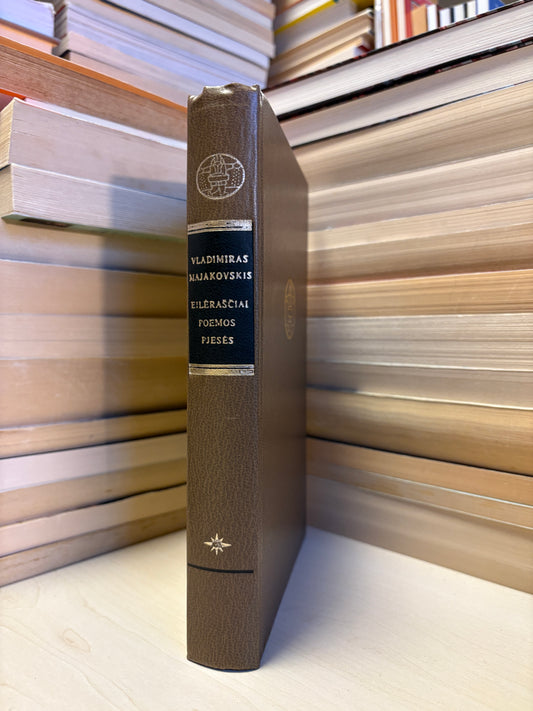 VLADIMIRAS
MAJAKOVSKIS
EILĖRAŠČIAI
POEMOS
PJESĖS